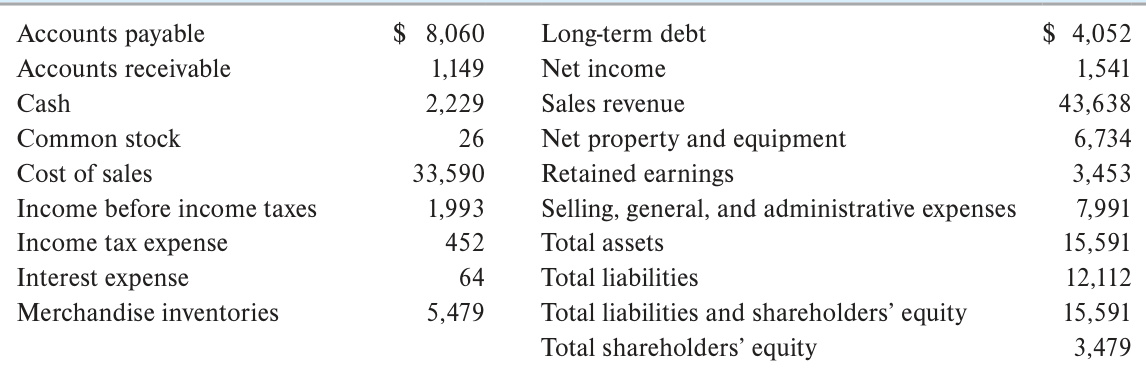 Accounts payable $ 8,060 Long-term debt $ 4,052
Accounts receivable 1,149 Net income 1,541
Cash 2,229 Sales revenue 43,638
Common stock 26 Net property and equipment 6,734
Cost of sales 33,590 Retained earnings 3,453
Income before income taxes 1,993 Selling, general, and administrative expenses 7,991
Income tax expense 452 Total assets 15,591
Interest expense 64 Total liabilities 12,112
Merchandise inventories 5,479 Total liabilities and shareholders’ equity 15,591
Total shareholders’ equity 3,479